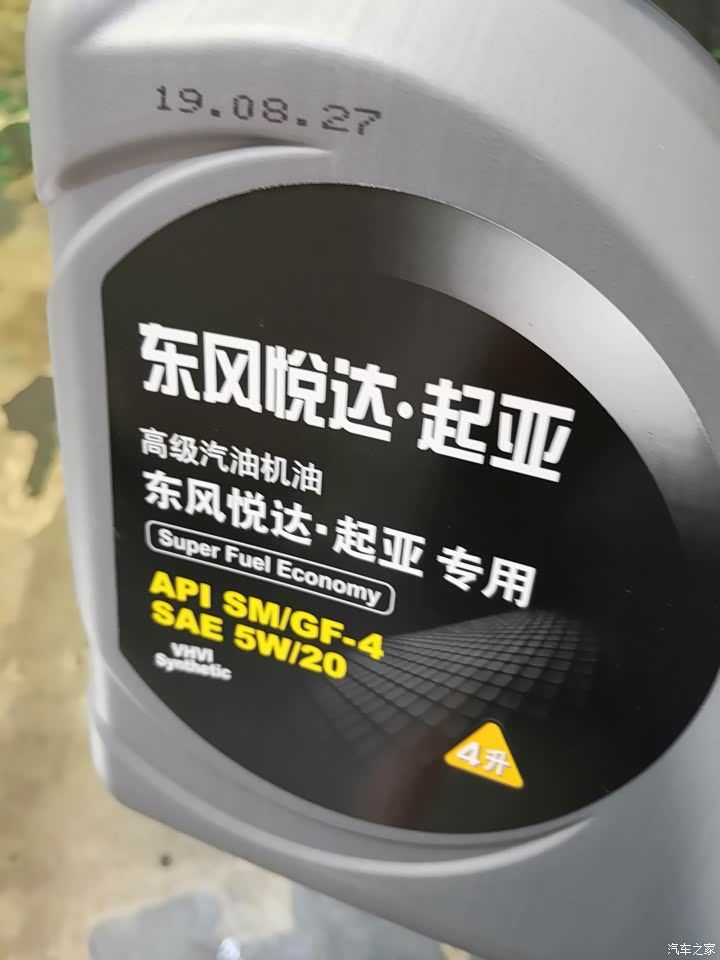 19.08.27
东风悦达·起亚
高级汽油机油
东风悦达·起亚 专用
Super Fuel Economy
API SM/GF-4
SAE 5W/20
VHVI
Synthetic
4升
汽车之家